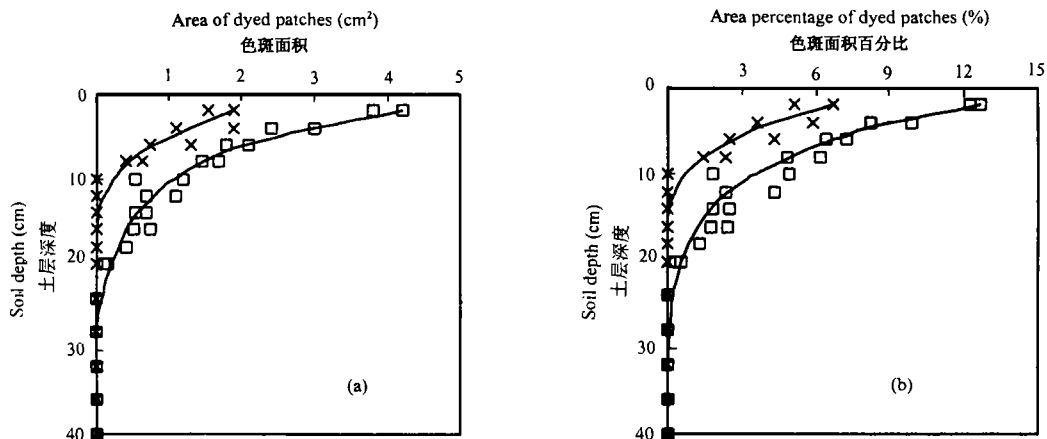 Area of dyed patches (cm²)
色斑面积
1 2 3 4 5
0
10
20
30
40
Soil depth (cm)
土层深度
(a)
Area percentage of dyed patches (%)
色斑面积百分比
3 6 9 12 15
0
10
20
30
40
Soil depth (cm)
土层深度
(b)